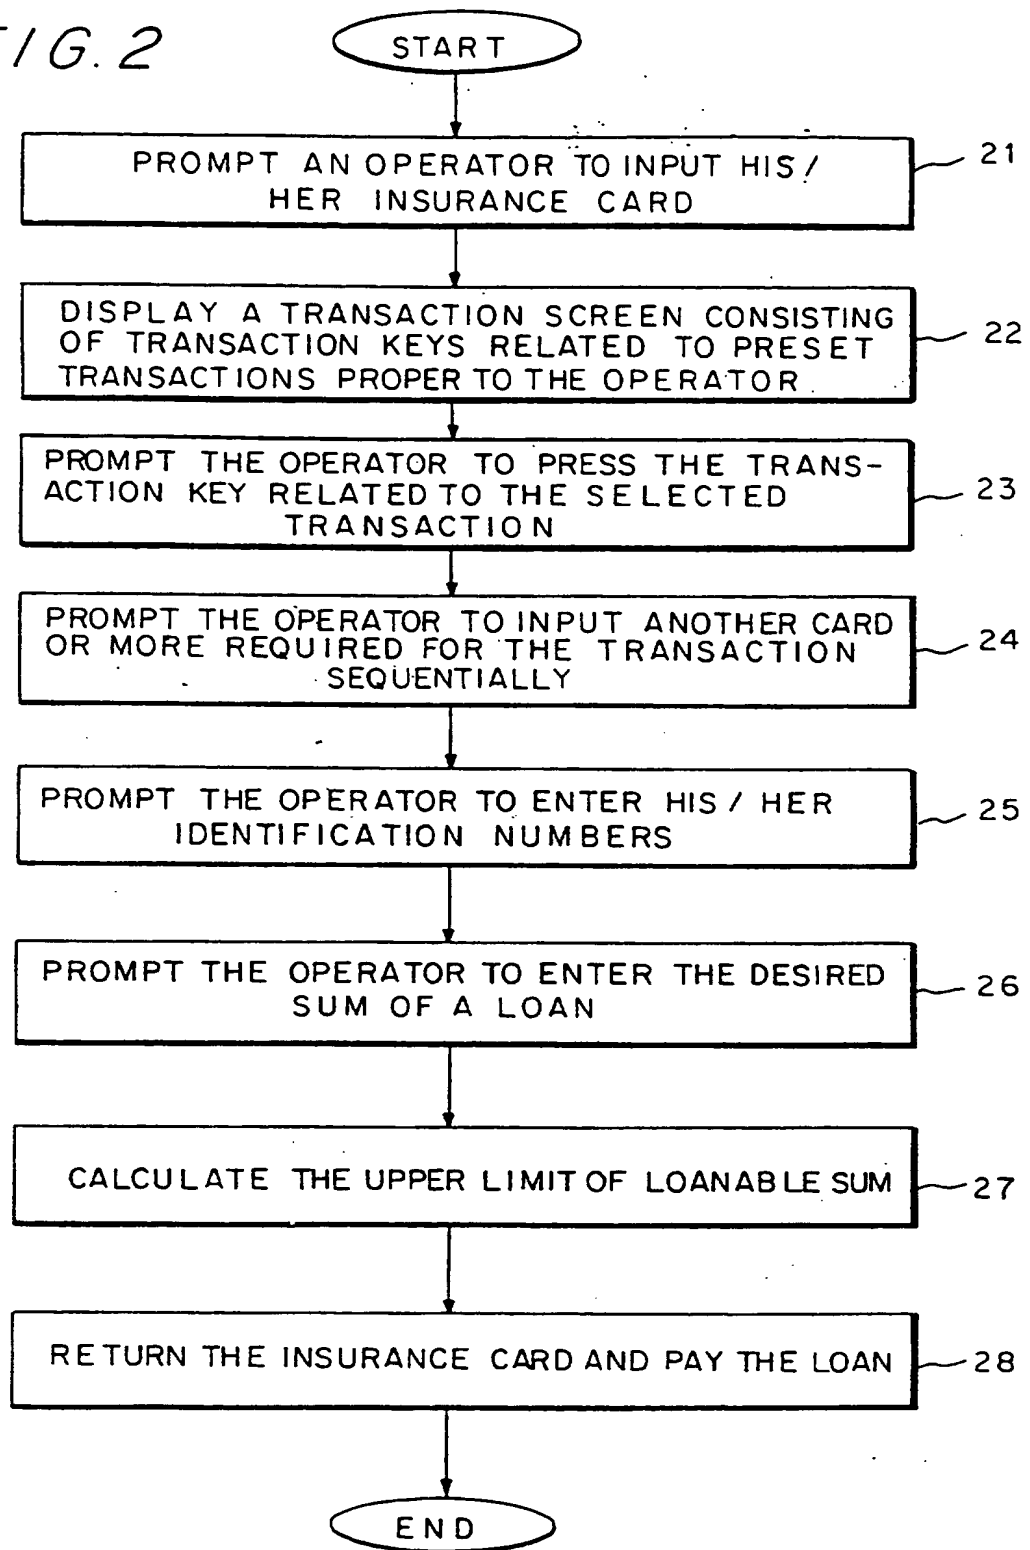 FIG. 2
START
PROMPT AN OPERATOR TO INPUT HIS /
HER INSURANCE CARD
21
DISPLAY A TRANSACTION SCREEN CONSISTING
OF TRANSACTION KEYS RELATED TO PRESET
TRANSACTIONS PROPER TO THE OPERATOR
22
PROMPT THE OPERATOR TO PRESS THE TRANS-
ACTION KEY RELATED TO THE SELECTED
TRANSACTION
23
PROMPT THE OPERATOR TO INPUT ANOTHER CARD
OR MORE REQUIRED FOR THE TRANSACTION
SEQUENTIALLY
24
PROMPT THE OPERATOR TO ENTER HIS / HER
IDENTIFICATION NUMBERS
25
PROMPT THE OPERATOR TO ENTER THE DESIRED
SUM OF A LOAN
26
CALCULATE THE UPPER LIMIT OF LOANABLE SUM
27
RETURN THE INSURANCE CARD AND PAY THE LOAN
28
END